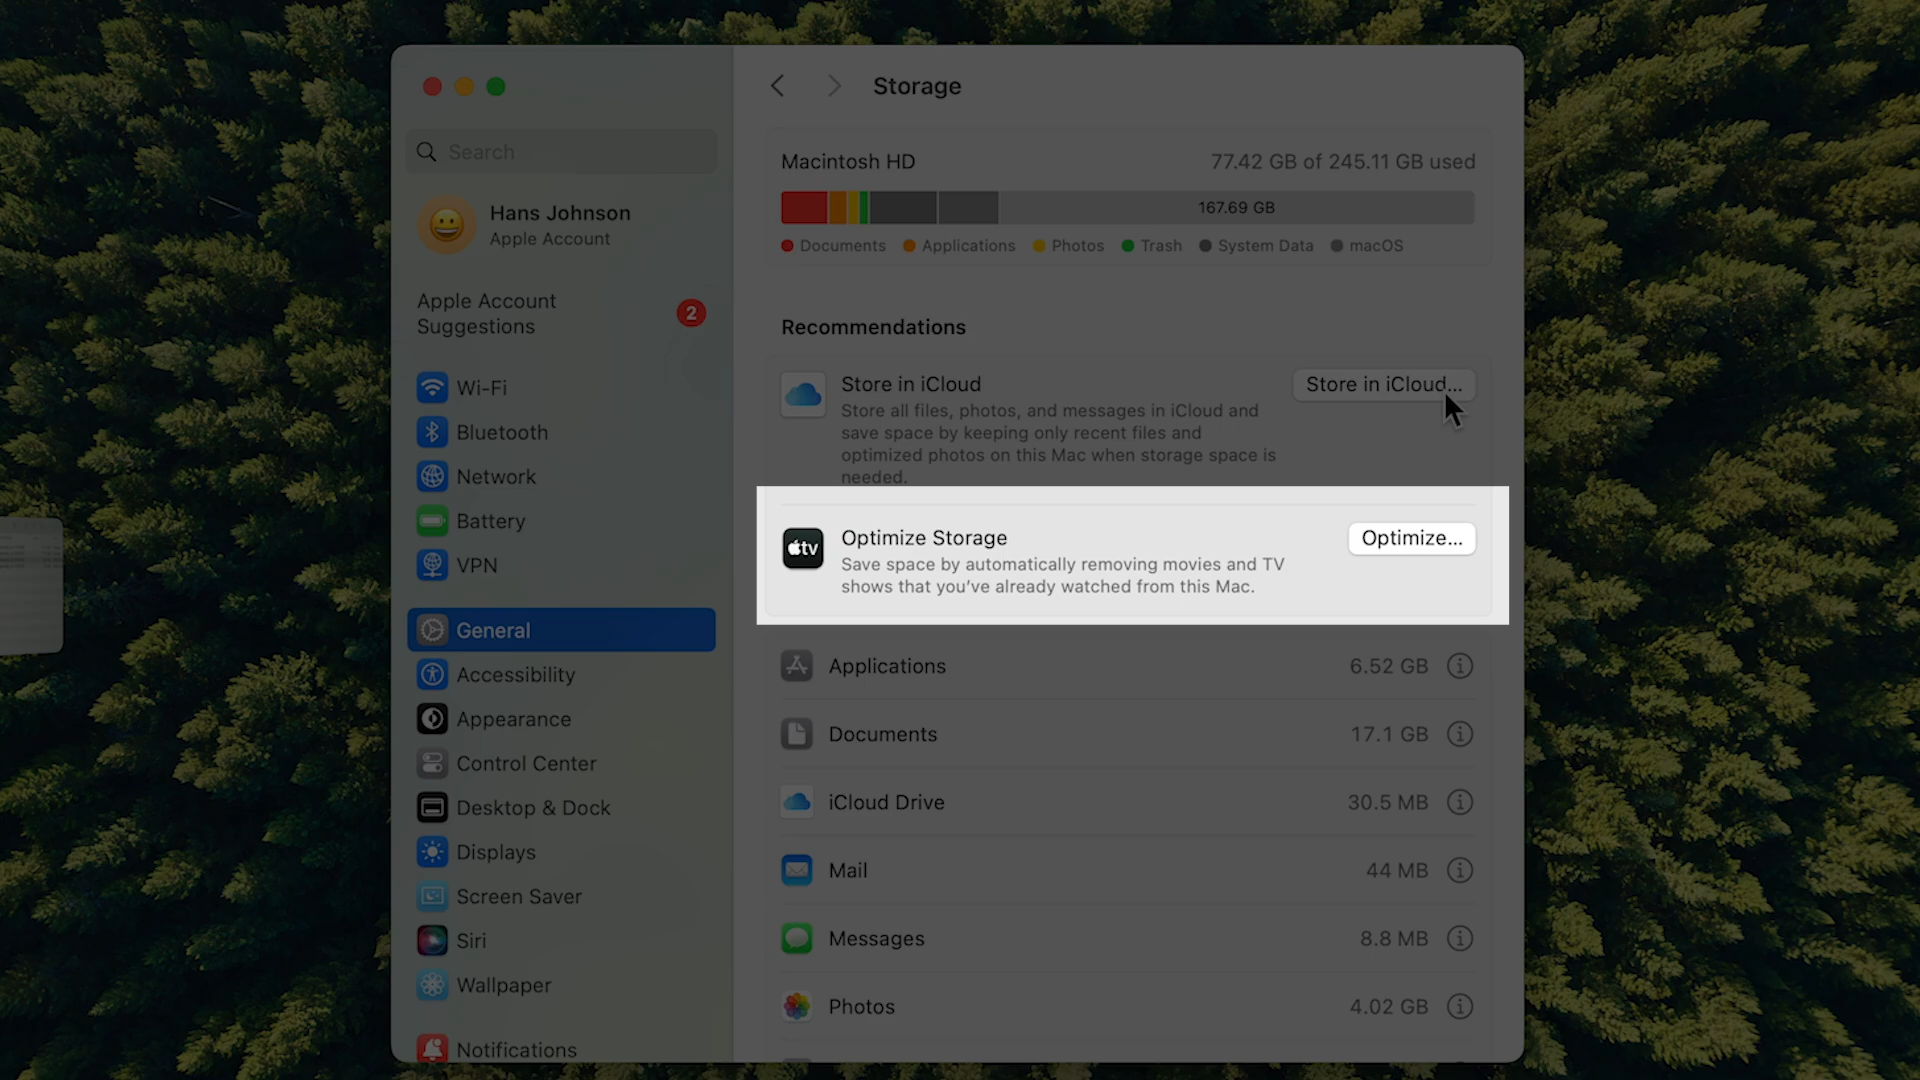 Search
Hans Johnson
Apple Account
Apple Account
Suggestions
2
Wi-Fi
Bluetooth
Network
Battery
VPN
General
Accessibility
Appearance
Control Center
Desktop & Dock
Displays
Screen Saver
Siri
Wallpaper
Notifications
Storage
Macintosh HD
77.42 GB of 245.11 GB used
167.69 GB
Documents Applications Photos Trash System Data macOS
Recommendations
Store in iCloud
Store in iCloud...
Store all files, photos, and messages in iCloud and
save space by keeping only recent files and
optimized photos on this Mac when storage space is
needed.
tv
Optimize Storage
Optimize...
Save space by automatically removing movies and TV
shows that you’ve already watched from this Mac.
Applications 6.52 GB
Documents 17.1 GB
iCloud Drive 30.5 MB
Mail 44 MB
Messages 8.8 MB
Photos 4.02 GB